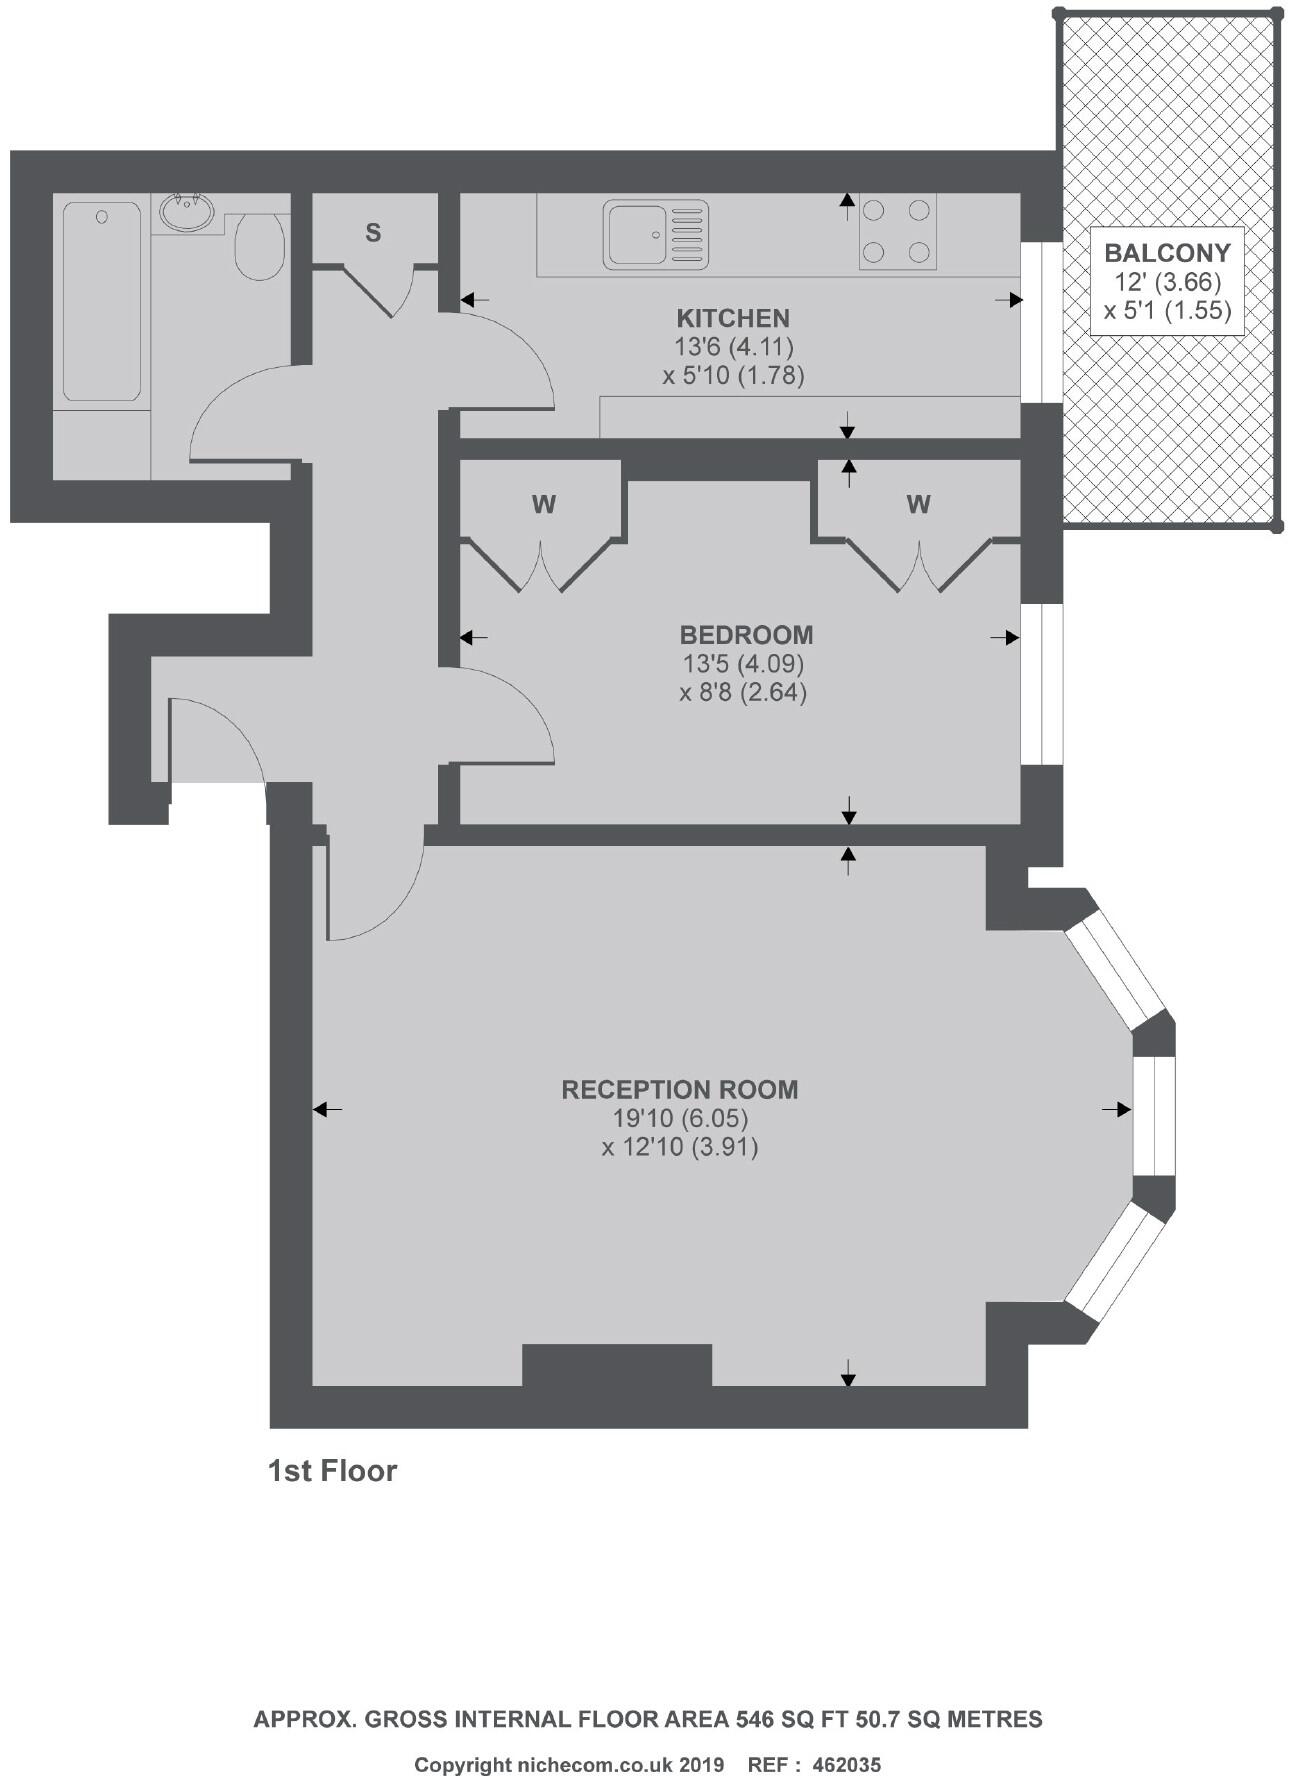 S
BALCONY
12' (3.66)
x 5'1 (1.55)
KITCHEN
13'6 (4.11)
x 5'10 (1.78)
W
W
BEDROOM
13'5 (4.09)
x 8'8 (2.64)
RECEPTION ROOM
19'10 (6.05)
x 12'10 (3.91)
1st Floor
APPROX. GROSS INTERNAL FLOOR AREA 546 SQ FT 50.7 SQ METRES
Copyright nichecom.co.uk 2019 REF : 462035